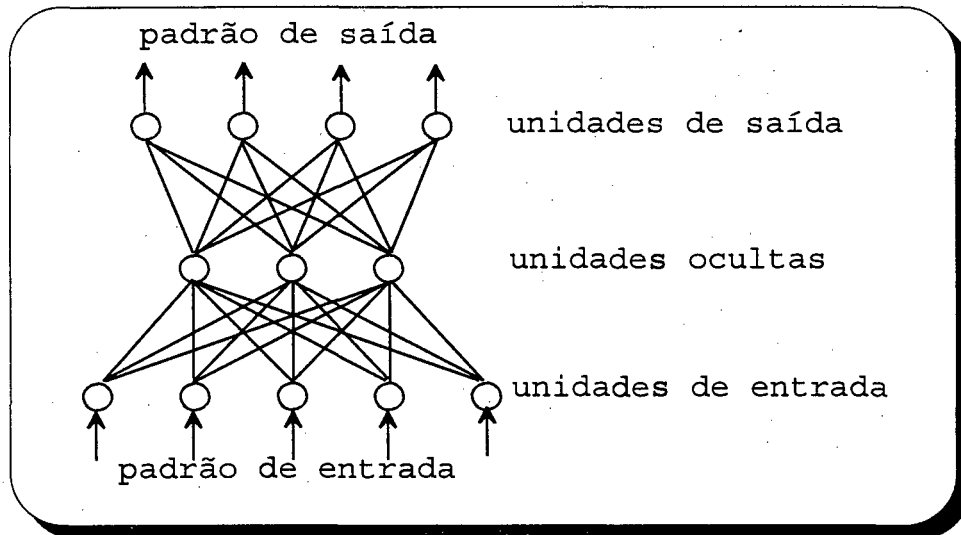 padrão de saída
unidades de saída
unidades ocultas
unidades de entrada
padrão de entrada